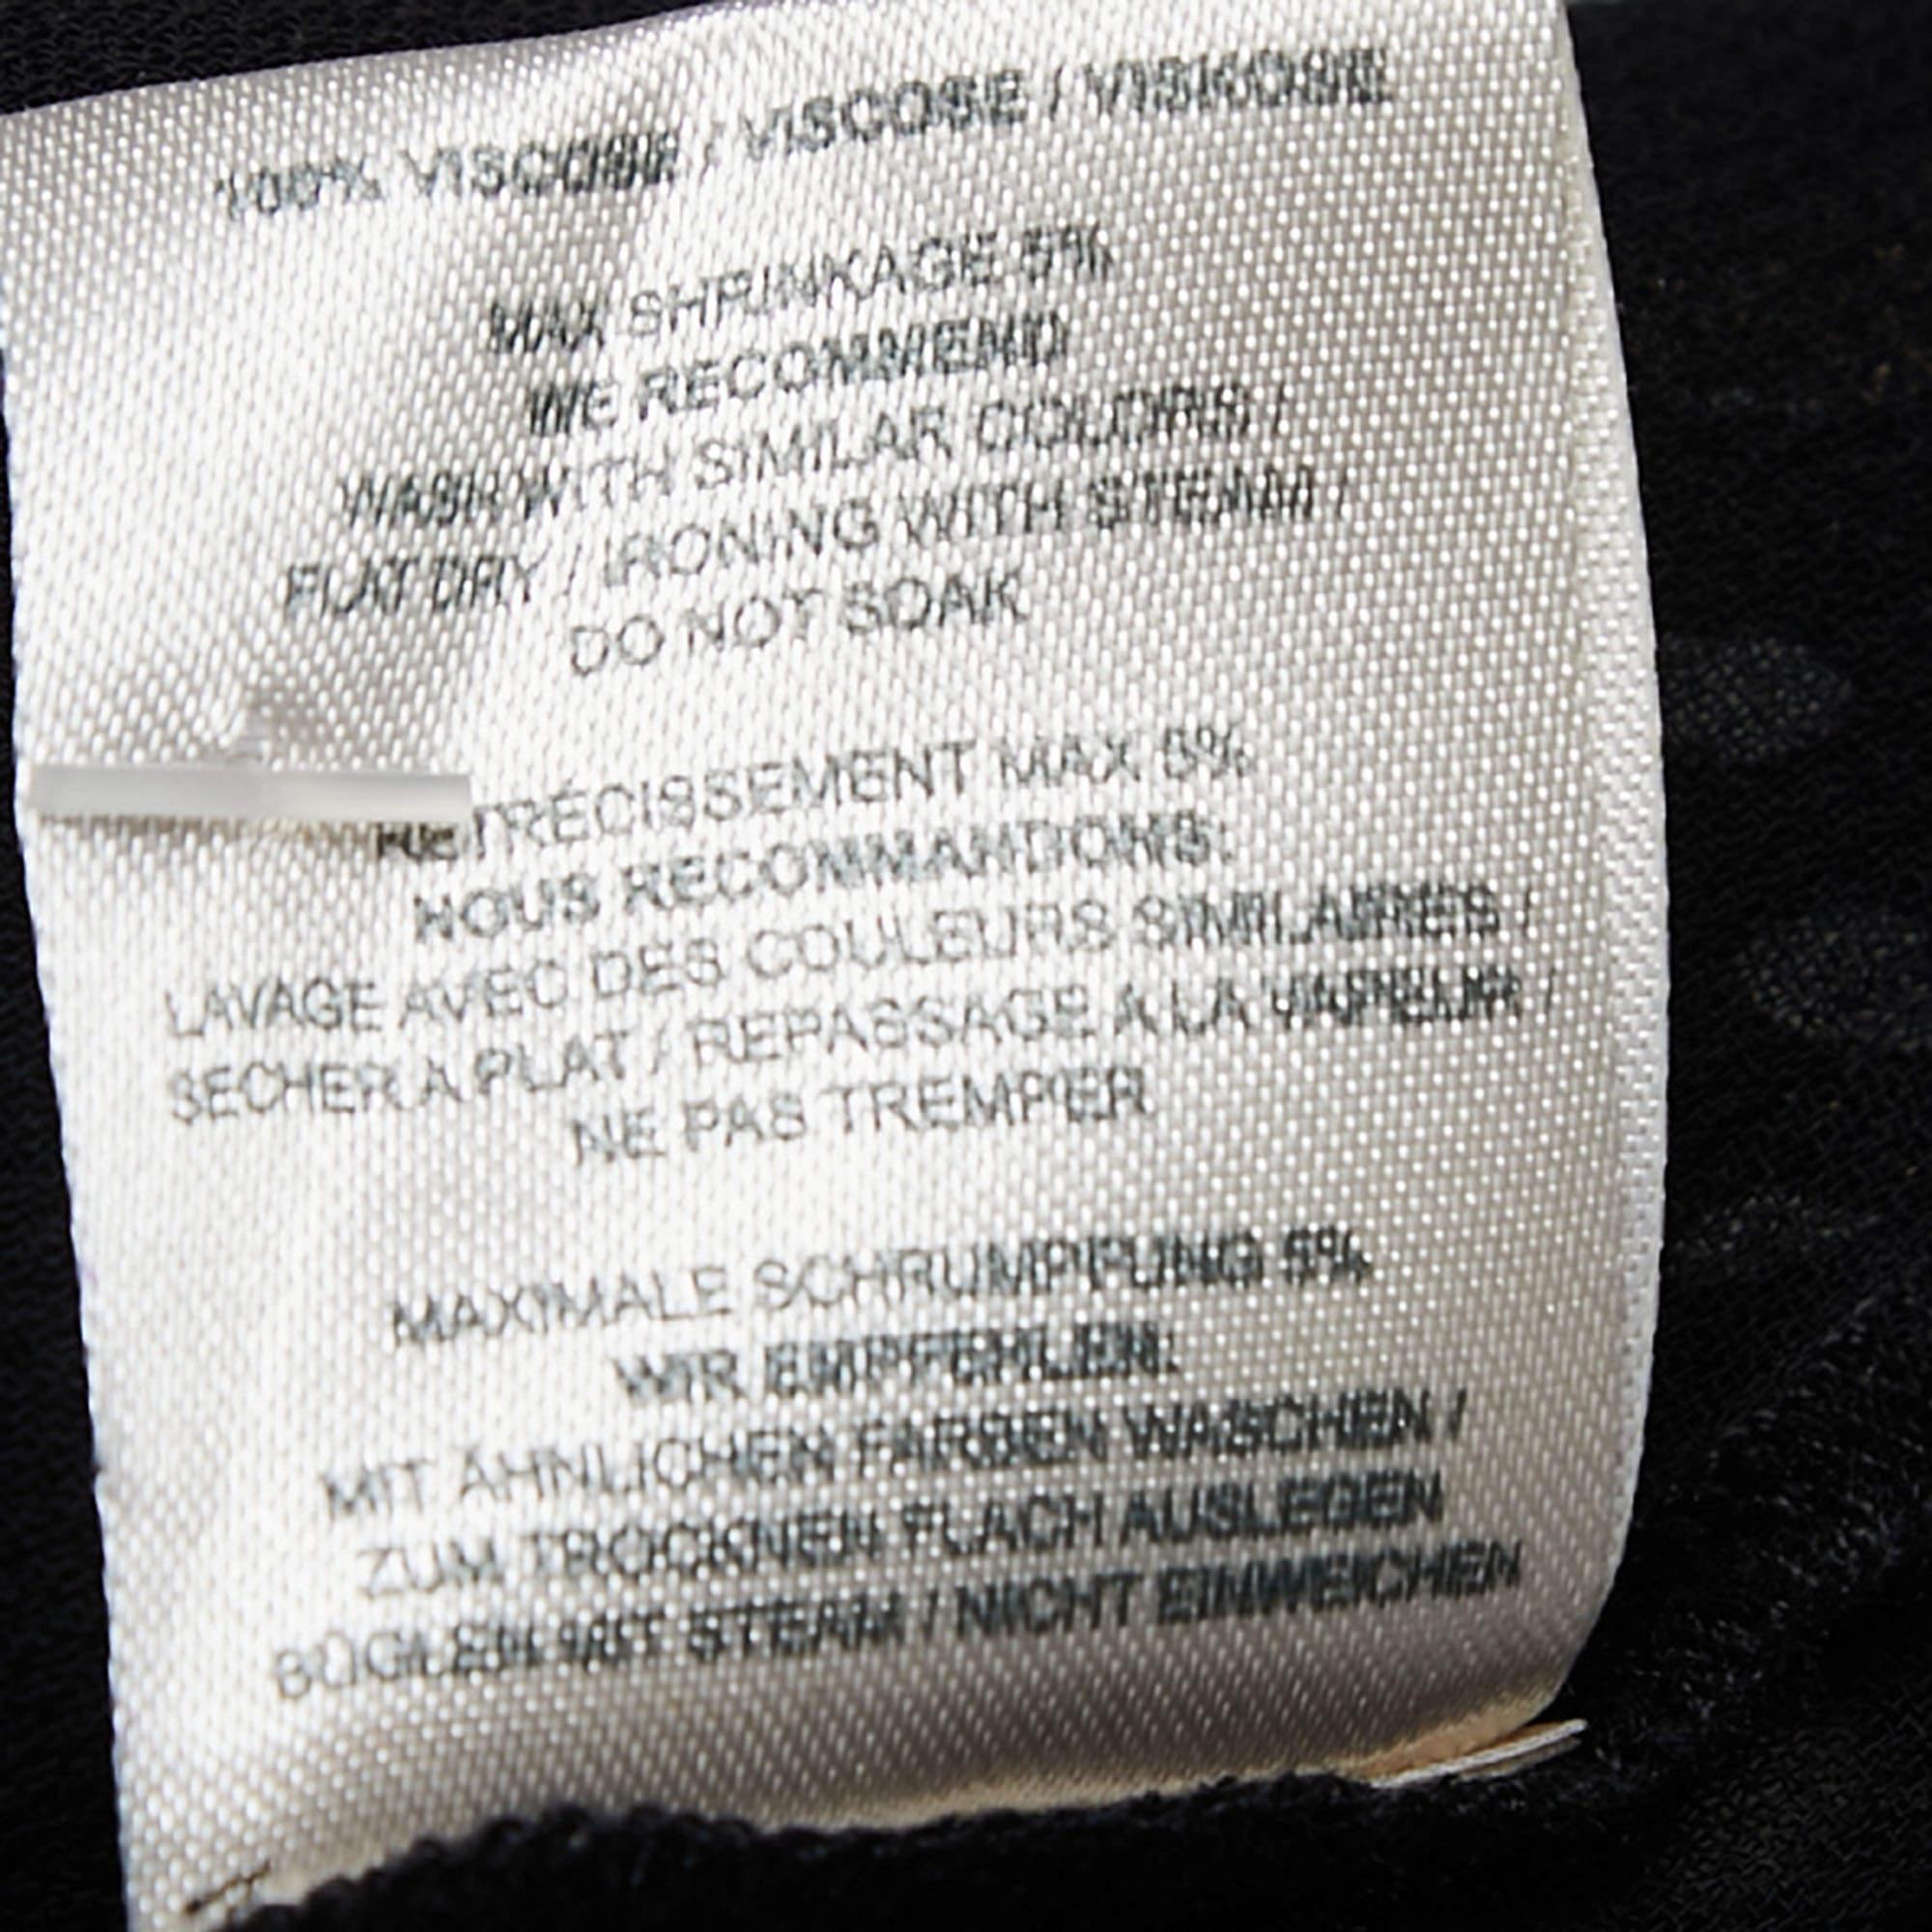 100% VISCOSE / VISCOSE / VISKOSE
MAX SHRINKAGE 5%
WE RECOMMEND
WASH WITH SIMILAR COLORS /
FLAT DRY / IRONING WITH STEAM /
DO NOT SOAK
RETRÉCISSEMENT MAX 5%
NOUS RECOMMANDONS:
LAVAGE AVEC DES COULEURS SIMILAIRES /
SECHER A PLAT / REPASSAGE A LA VAPEUR /
NE PAS TREMPER
MAXIMALE SCHRUMPFUNG 5%
WIR EMPFEHLEN:
MIT ÄHNLICHEN FARBEN WASCHEN /
ZUM TROCKNEN FLACH AUSLEGEN
BÜGLEN MIT STEAM / NICHT EINWEICHEN